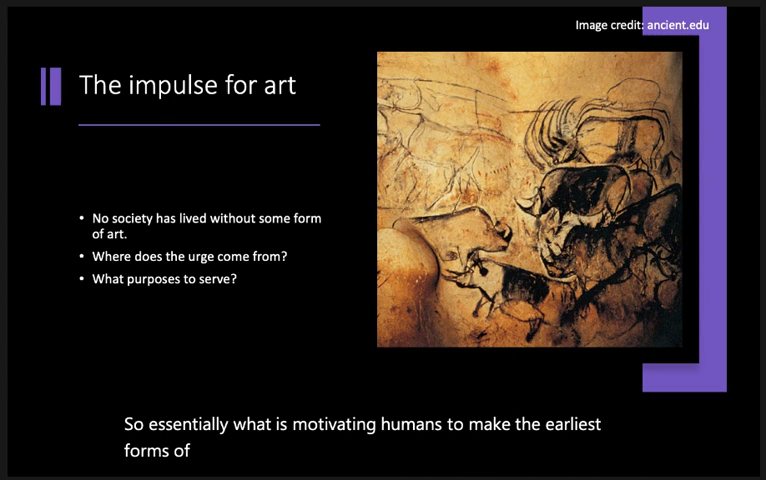 Image credit: ancient.edu
The impulse for art
• No society has lived without some form
of art.
• Where does the urge come from?
• What purposes to serve?
So essentially what is motivating humans to make the earliest
forms of